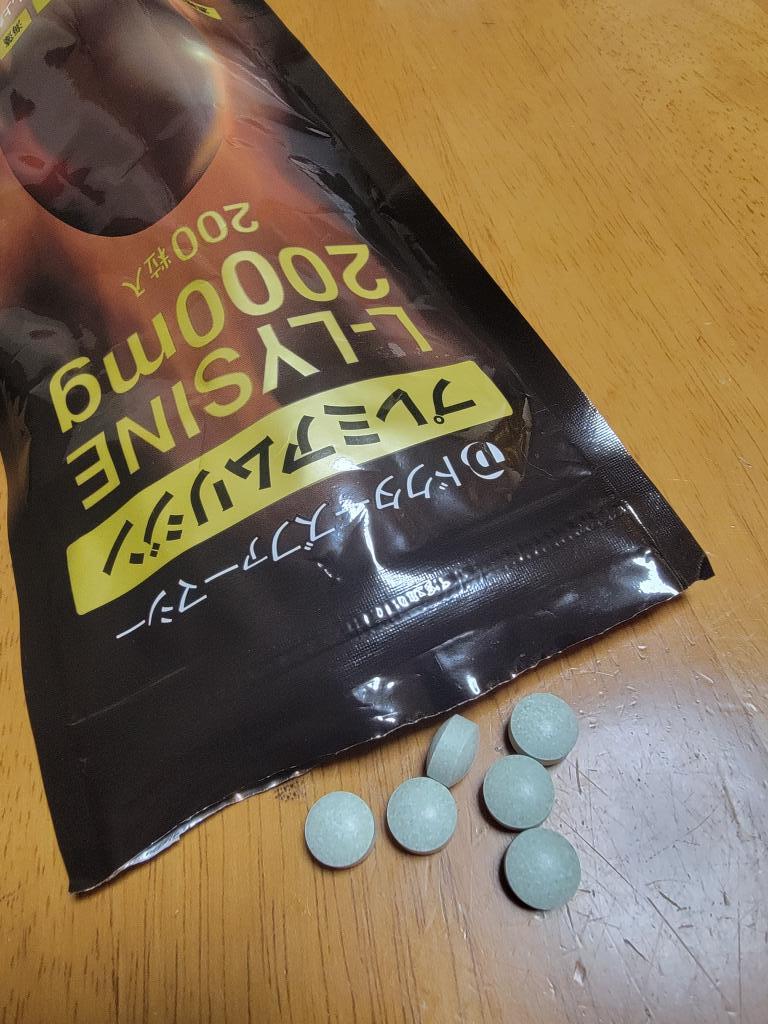 ドクターズファーマシー
プレミアムリジン
L-LYSINE
2000mg
200粒入